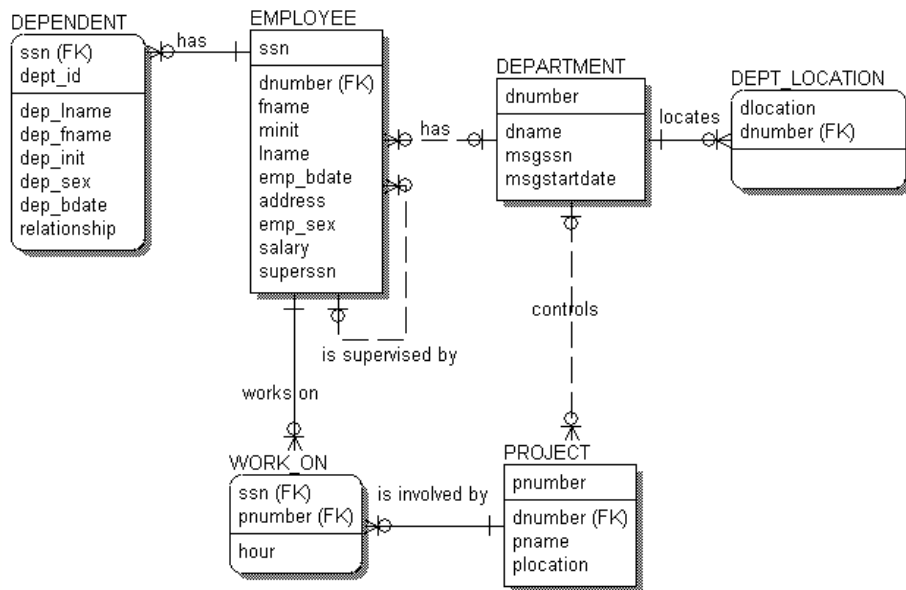 DEPENDENT
ssn (FK)
dept_id
dep_lname
dep_fname
dep_init
dep_sex
dep_bdate
relationship
has
EMPLOYEE
ssn
dnumber (FK)
fname
minit
lname
emp_bdate
address
emp_sex
salary
superssn
has
DEPARTMENT
dnumber
dname
msgssn
msgstartdate
locates
DEPT_LOCATION
dlocation
dnumber (FK)
is supervised by
controls
works on
WORK_ON
ssn (FK)
pnumber (FK)
hour
is involved by
PROJECT
pnumber
dnumber (FK)
pname
plocation